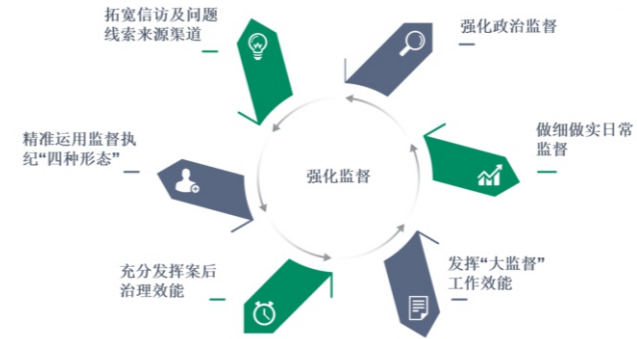 拓宽信访及问题
线索来源渠道
强化政治监督
精准运用监督执
纪“四种形态”
做细做实日常
监督
强化监督
充分发挥案后
治理效能
发挥“大监督”
工作效能